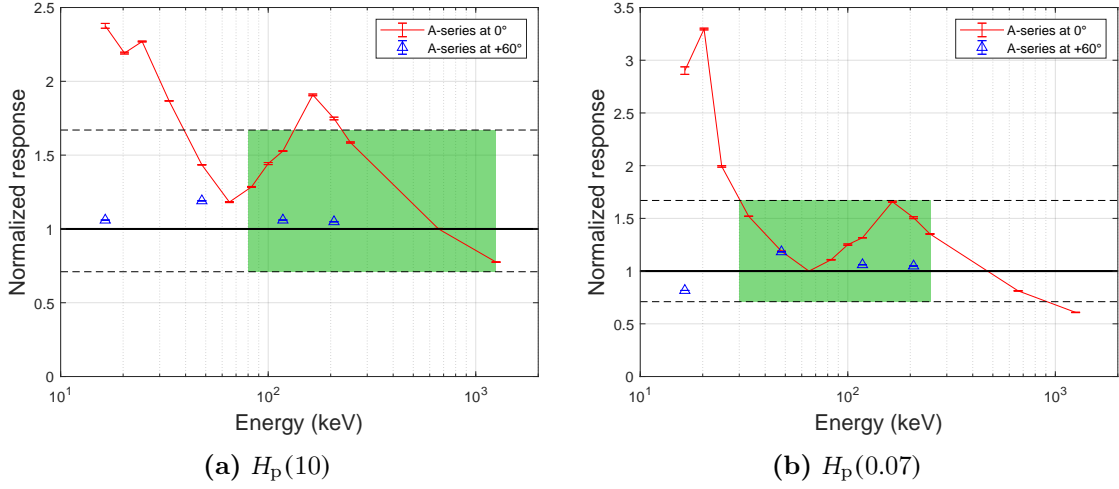 2.5
2
1.5
1
0.5
0
Normalized response
10¹
10²
10³
Energy (keV)
A-series at 0°
A-series at +60°
(a) Hp(10)
3.5
3
2.5
2
1.5
1
0.5
0
Normalized response
10¹
10²
10³
Energy (keV)
A-series at 0°
A-series at +60°
(b) Hp(0.07)